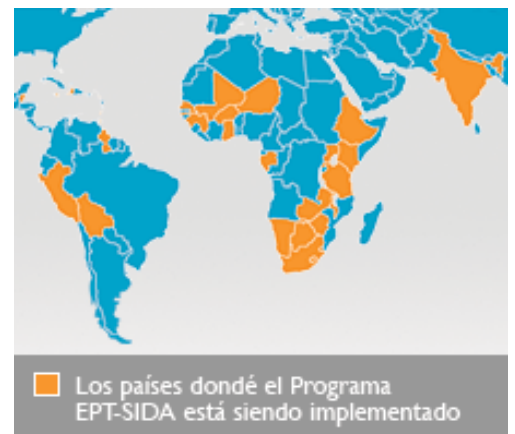 Los países dondé el Programa
EPT-SIDA está siendo implementado